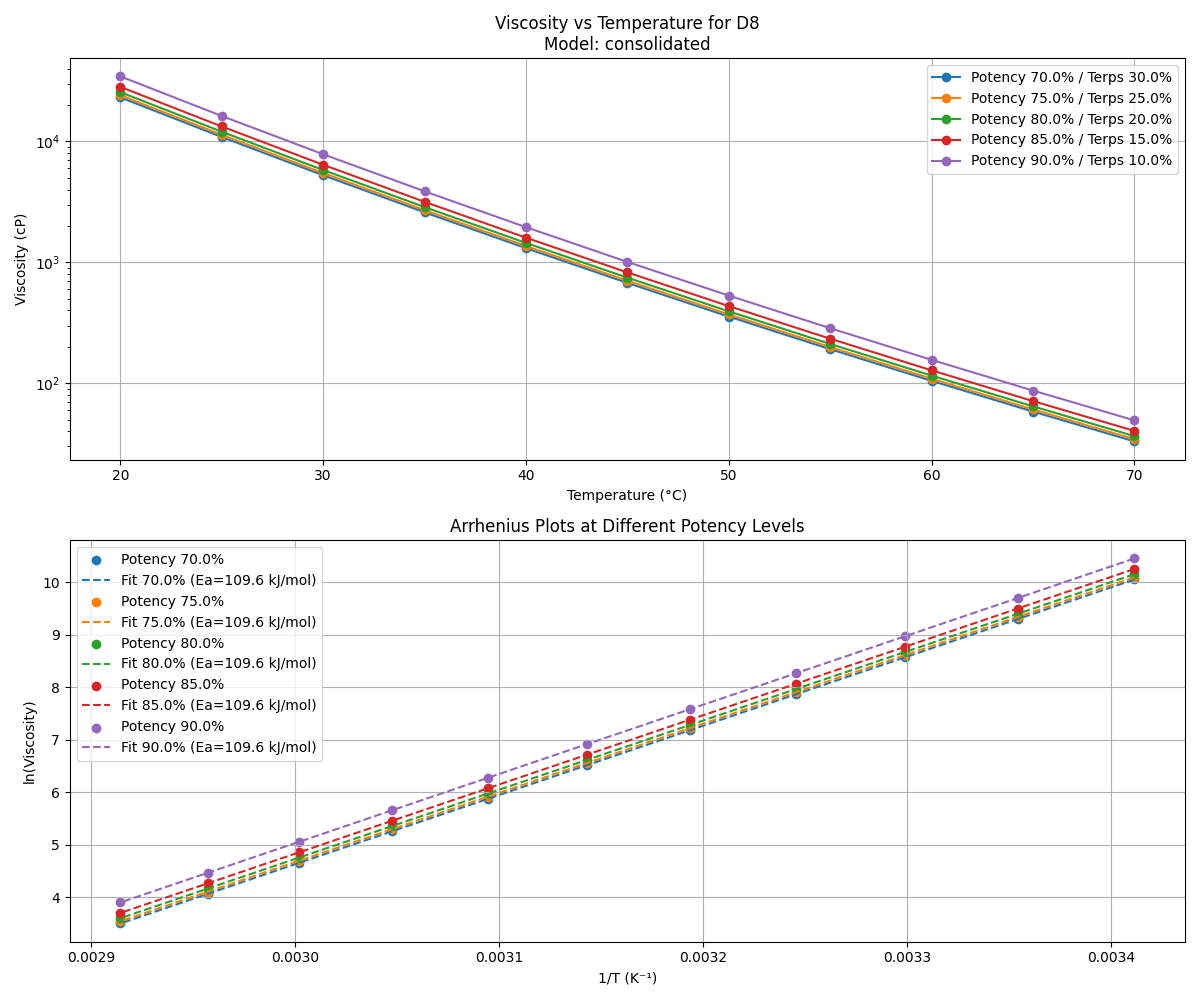 Viscosity vs Temperature for D8
Model: consolidated
Viscosity (cP)
10⁴
10³
10²
Potency 70.0% / Terps 30.0%
Potency 75.0% / Terps 25.0%
Potency 80.0% / Terps 20.0%
Potency 85.0% / Terps 15.0%
Potency 90.0% / Terps 10.0%
20 30 40 50 60 70
Temperature (°C)
Arrhenius Plots at Different Potency Levels
ln(Viscosity)
10
9
8
7
6
5
4
Potency 70.0%
Fit 70.0% (Ea=109.6 kJ/mol)
Potency 75.0%
Fit 75.0% (Ea=109.6 kJ/mol)
Potency 80.0%
Fit 80.0% (Ea=109.6 kJ/mol)
Potency 85.0%
Fit 85.0% (Ea=109.6 kJ/mol)
Potency 90.0%
Fit 90.0% (Ea=109.6 kJ/mol)
0.0029 0.0030 0.0031 0.0032 0.0033 0.0034
1/T (K⁻¹)